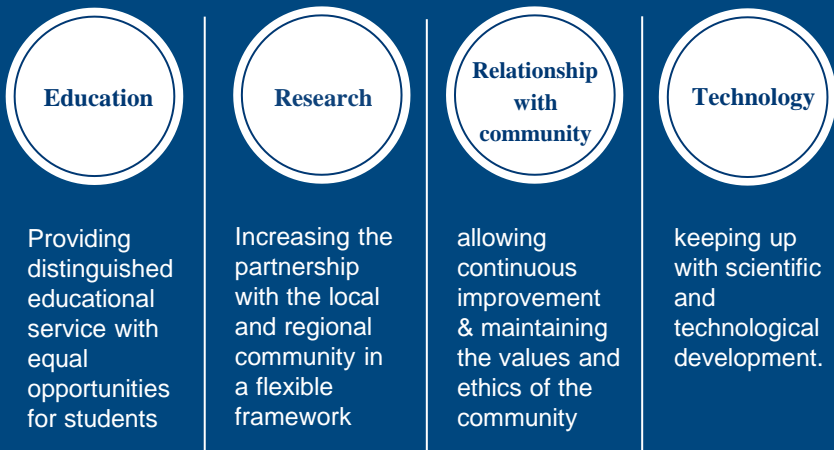 Education
Providing
distinguished
educational
service with
equal
opportunities
for students
Research
Increasing the
partnership
with the local
and regional
community in
a flexible
framework
Relationship
with
community
allowing
continuous
improvement
& maintaining
the values and
ethics of the
community
Technology
keeping up
with scientific
and
technological
development.